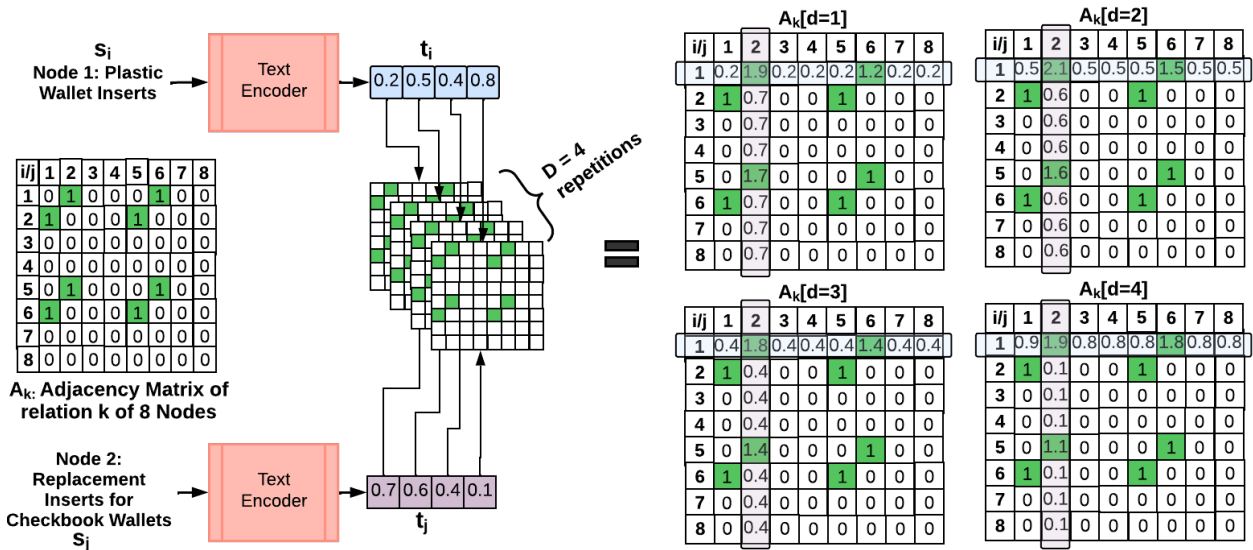 s_i
Node 1: Plastic
Wallet Inserts
Text
Encoder
t_i
0.2 0.5 0.4 0.8
D = 4
repetitions
i/j 1 2 3 4 5 6 7 8
1 0 1 0 0 0 1 0 0
2 1 0 0 0 1 0 0 0
3 0 0 0 0 0 0 0 0
4 0 0 0 0 0 0 0 0
5 0 1 0 0 0 1 0 0
6 1 0 0 0 1 0 0 0
7 0 0 0 0 0 0 0 0
8 0 0 0 0 0 0 0 0
A_k: Adjacency Matrix of
relation k of 8 Nodes
Node 2:
Replacement
Inserts for
Checkbook Wallets
s_j
Text
Encoder
0.7 0.6 0.4 0.1
t_j
=
A_k[d=1]
i/j 1 2 3 4 5 6 7 8
1 0.2 1.9 0.2 0.2 0.2 1.2 0.2 0.2
2 1 0.7 0 0 1 0 0 0
3 0 0.7 0 0 0 0 0 0
4 0 0.7 0 0 0 0 0 0
5 0 1.7 0 0 0 1 0 0
6 1 0.7 0 0 1 0 0 0
7 0 0.7 0 0 0 0 0 0
8 0 0.7 0 0 0 0 0 0
A_k[d=2]
i/j 1 2 3 4 5 6 7 8
1 0.5 2.1 0.5 0.5 0.5 1.5 0.5 0.5
2 1 0.6 0 0 1 0 0 0
3 0 0.6 0 0 0 0 0 0
4 0 0.6 0 0 0 0 0 0
5 0 1.6 0 0 0 1 0 0
6 1 0.6 0 0 1 0 0 0
7 0 0.6 0 0 0 0 0 0
8 0 0.6 0 0 0 0 0 0
A_k[d=3]
i/j 1 2 3 4 5 6 7 8
1 0.4 1.8 0.4 0.4 0.4 1.4 0.4 0.4
2 1 0.4 0 0 1 0 0 0
3 0 0.4 0 0 0 0 0 0
4 0 0.4 0 0 0 0 0 0
5 0 1.4 0 0 0 1 0 0
6 1 0.4 0 0 1 0 0 0
7 0 0.4 0 0 0 0 0 0
8 0 0.4 0 0 0 0 0 0
A_k[d=4]
i/j 1 2 3 4 5 6 7 8
1 0.9 1.9 0.8 0.8 0.8 1.8 0.8 0.8
2 1 0.1 0 0 1 0 0 0
3 0 0.1 0 0 0 0 0 0
4 0 0.1 0 0 0 0 0 0
5 0 1.1 0 0 0 1 0 0
6 1 0.1 0 0 1 0 0 0
7 0 0.1 0 0 0 0 0 0
8 0 0.1 0 0 0 0 0 0